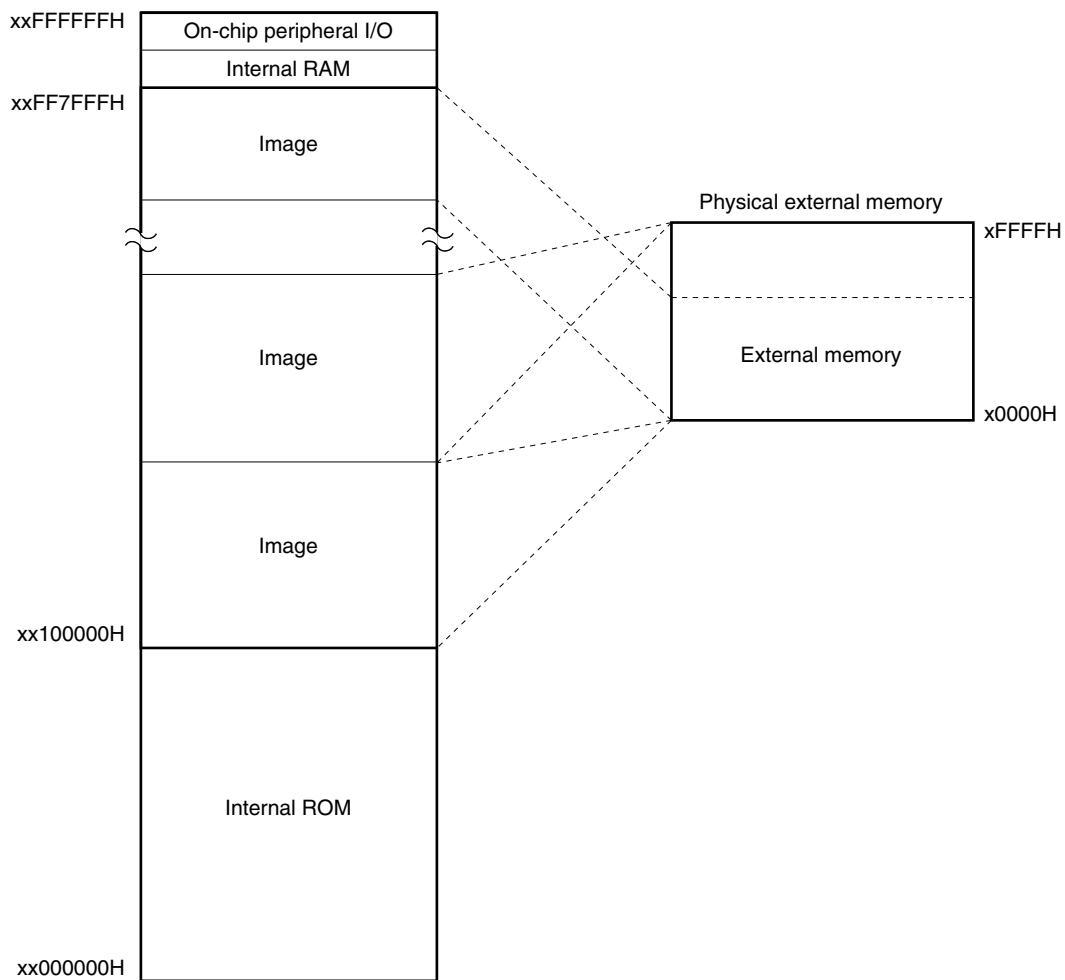 xxFFFFFFH
On-chip peripheral I/O
Internal RAM
xxFF7FFFH
Image
Physical external memory
xFFFFH
Image
External memory
x0000H
Image
xx100000H
Internal ROM
xx000000H